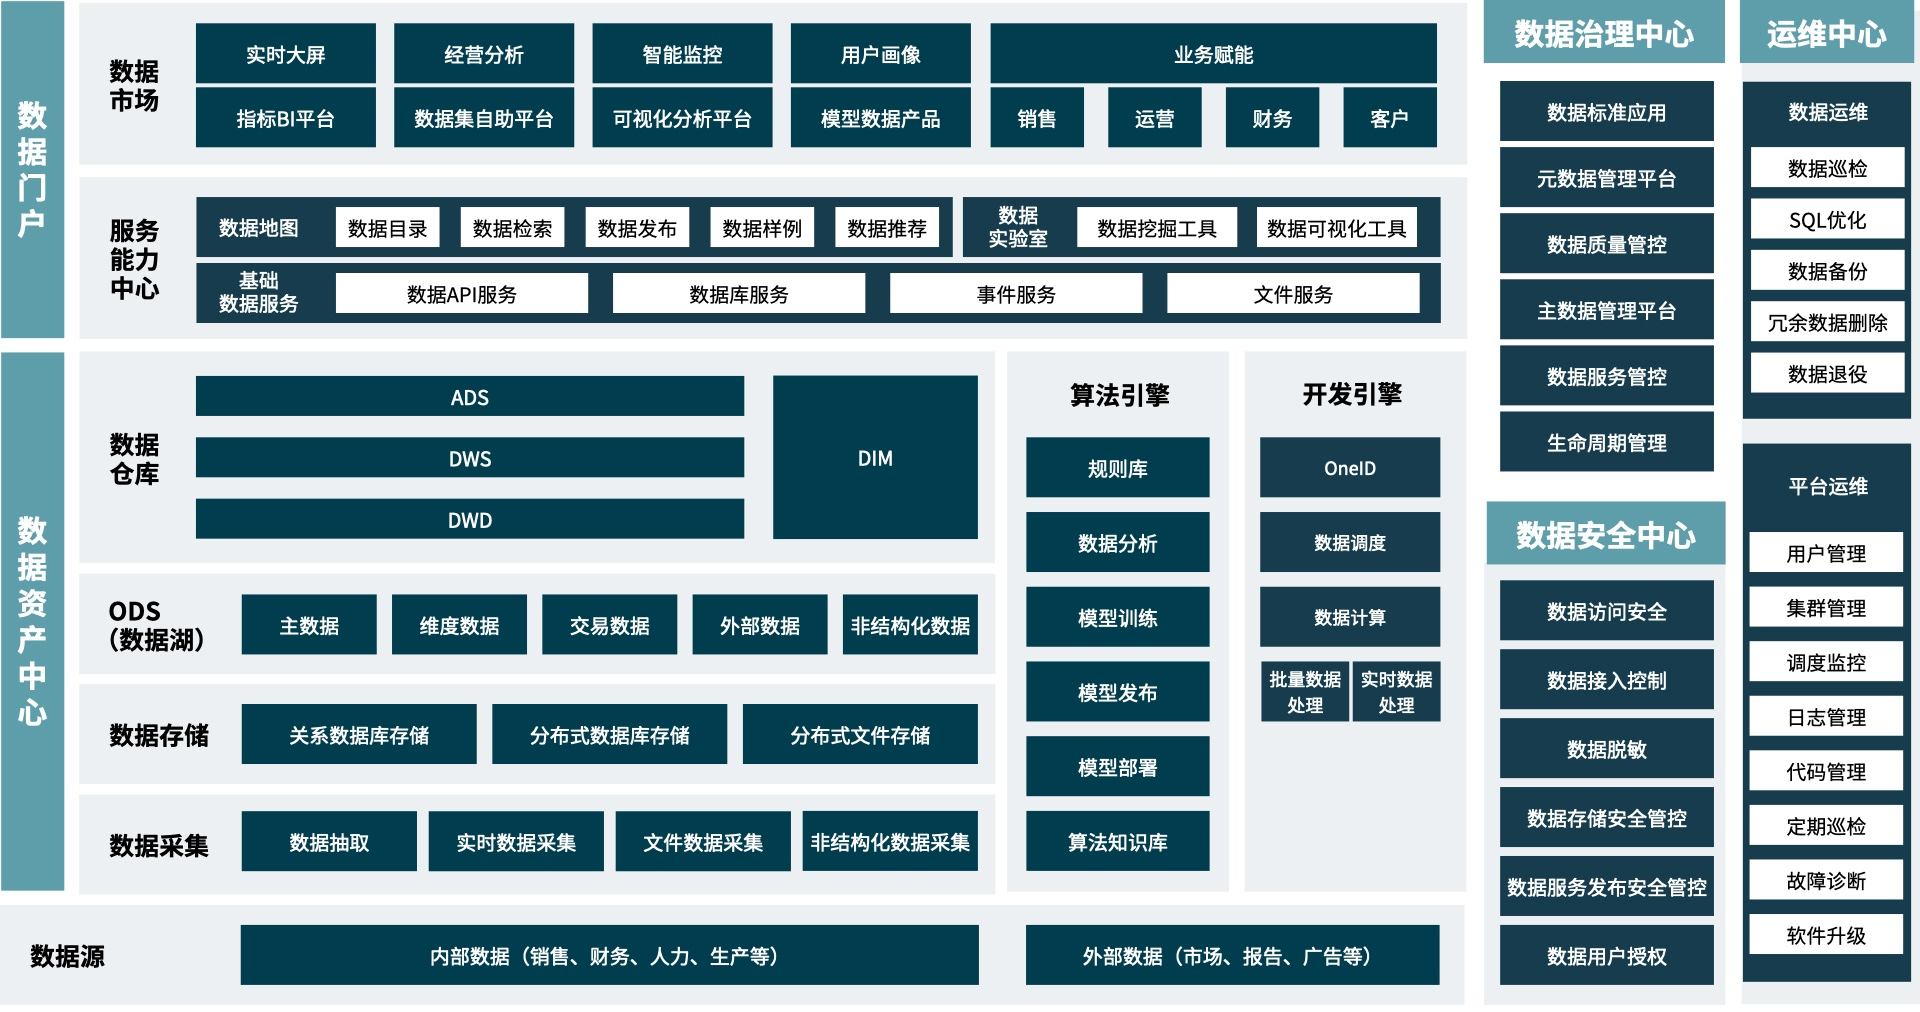 数据门户
数据
市场
实时大屏
经营分析
智能监控
用户画像
业务赋能
指标BI平台
数据集自助平台
可视化分析平台
模型数据产品
销售
运营
财务
客户
服务
能力
中心
数据地图
数据目录
数据检索
数据发布
数据样例
数据推荐
数据
实验室
数据挖掘工具
数据可视化工具
基础
数据服务
数据API服务
数据库服务
事件服务
文件服务
数据资产中心
数据
仓库
ADS
DWS
DWD
DIM
ODS
（数据湖）
主数据
维度数据
交易数据
外部数据
非结构化数据
数据存储
关系数据库存储
分布式数据库存储
分布式文件存储
数据采集
数据抽取
实时数据采集
文件数据采集
非结构化数据采集
算法引擎
规则库
数据分析
模型训练
模型发布
模型部署
算法知识库
开发引擎
OneID
数据调度
数据计算
批量数据
处理
实时数据
处理
数据源
内部数据（销售、财务、人力、生产等）
外部数据（市场、报告、广告等）
数据治理中心
数据标准应用
元数据管理平台
数据质量管控
主数据管理平台
数据服务管控
生命周期管理
数据安全中心
数据访问安全
数据接入控制
数据脱敏
数据存储安全管控
数据服务发布安全管控
数据用户授权
运维中心
数据运维
数据巡检
SQL优化
数据备份
冗余数据删除
数据退役
平台运维
用户管理
集群管理
调度监控
日志管理
代码管理
定期巡检
故障诊断
软件升级